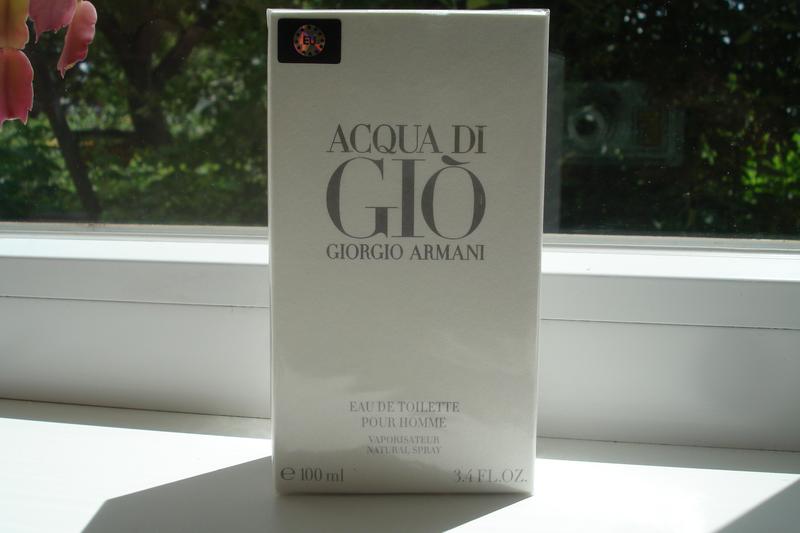 EU
ACQUA DI
GIÒ
GIORGIO ARMANI
EAU DE TOILETTE
POUR HOMME
VAPORISATEUR
NATURAL SPRAY
℮ 100 ml 3.4 FL.OZ.